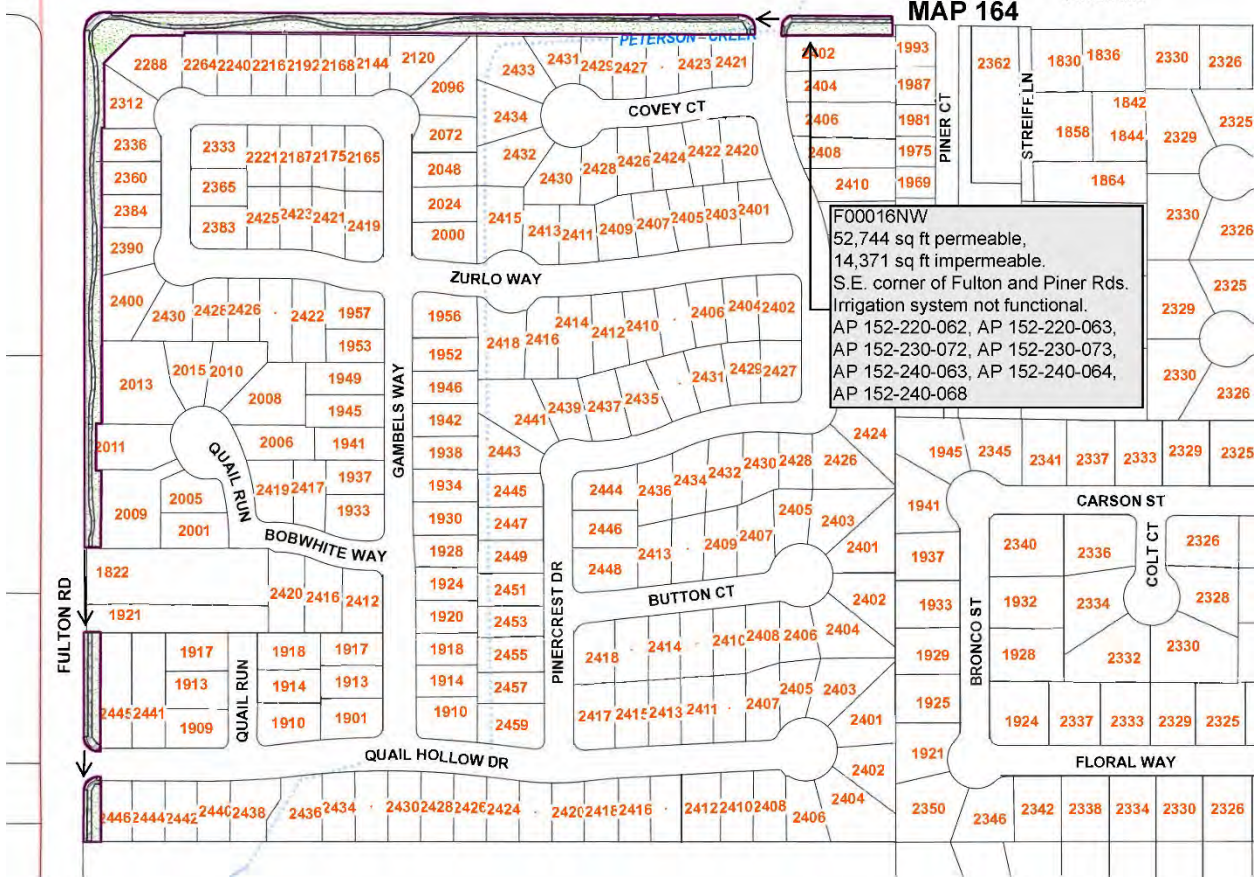 MAP 164
PETERSON-CREEK
2288 2264 2240 2216 2192 2168 2144 2120
2433 2431 2429 2427 2423 2421
2402 1993 2362 1830 1836 2330 2326
2312 2096 2434 COVEY CT 2404 1987 1842
2336 2333 2221 2187 2175 2165 2072 2432 2406 1981 PINER CT STREIFF LN 1858 1844 2329 2325
2360 2365 2048 2430 2428 2426 2424 2422 2420 2408 1975 1864
2384 2383 2425 2423 2421 2419 2024 2415 2413 2411 2409 2407 2405 2403 2401 2410 1969 2330 2326
2390 2000
ZURLO WAY
F00016NW
52,744 sq ft permeable,
14,371 sq ft impermeable.
S.E. corner of Fulton and Piner Rds.
Irrigation system not functional.
AP 152-220-062, AP 152-220-063,
AP 152-230-072, AP 152-230-073,
AP 152-240-063, AP 152-240-064,
AP 152-240-068
2325
2329
2330
2326
2400 2430 2428 2426 2422 1957 1956 2418 2416 2414 2412 2410 2406 2404 2402
1953 1952
2013 2015 2010 2008 1949 1946 2441 2439 2437 2435 2431 2429 2427
1945 1942
2011 QUAIL RUN 2006 1941 GAMBELS WAY 1938 2443 2424 1945 2345 2341 2337 2333 2329 2325
2009 2005 2419 2417 1937 1934 2445 2444 2436 2434 2432 2430 2428 2426 1941 CARSON ST
2001 1933 1930 2447 2446 2413 2409 2407 2405 2403
BOBWHITE WAY 1928 2449 2448 2401 1937 2340 2336 COLT CT 2326
1822 1924 2451 PINERCREST DR BUTTON CT 2402 1933 BRONCO ST 1932 2334 2328
1921 2420 2416 2412 1920 2453 2404
FULTON RD 1917 1918 1917 1918 2455 2418 2414 2410 2408 2406 1929 1928 2332 2330
1913 QUAIL RUN 1914 1913 1914 2457 2405 2403 1925
2445 2441 1909 1910 1901 1910 2459 2417 2415 2413 2411 2407 2401 1924 2337 2333 2329 2325
QUAIL HOLLOW DR 2402 1921 FLORAL WAY
2446 2444 2442 2440 2438 2436 2434 2430 2428 2426 2424 2420 2418 2416 2412 2410 2408 2406 2404 2350 2346 2342 2338 2334 2330 2326